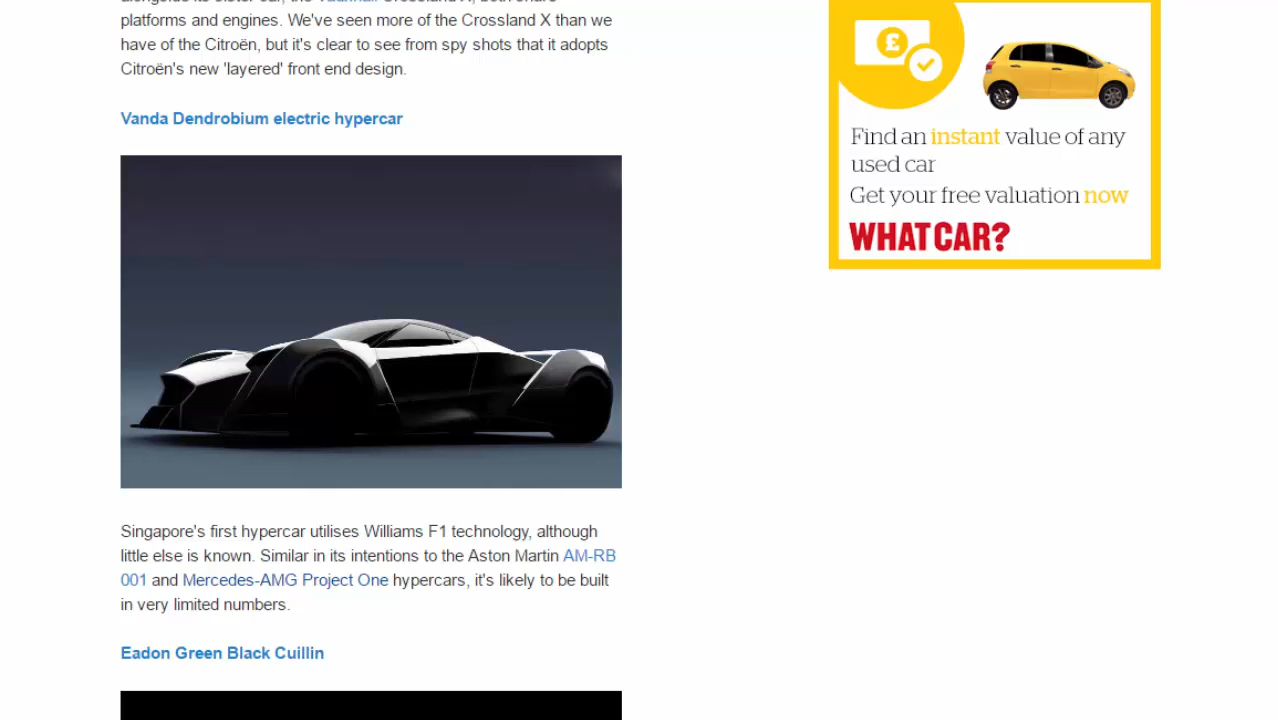 platforms and engines. We've seen more of the Crossland X than we
have of the Citroën, but it's clear to see from spy shots that it adopts
Citroën's new 'layered' front end design.
Vanda Dendrobium electric hypercar
Singapore's first hypercar utilises Williams F1 technology, although
little else is known. Similar in its intentions to the Aston Martin AM-RB
001 and Mercedes-AMG Project One hypercars, it's likely to be built
in very limited numbers.
Eadon Green Black Cuillin
£
Find an instant value of any
used car
Get your free valuation now
WHAT CAR?